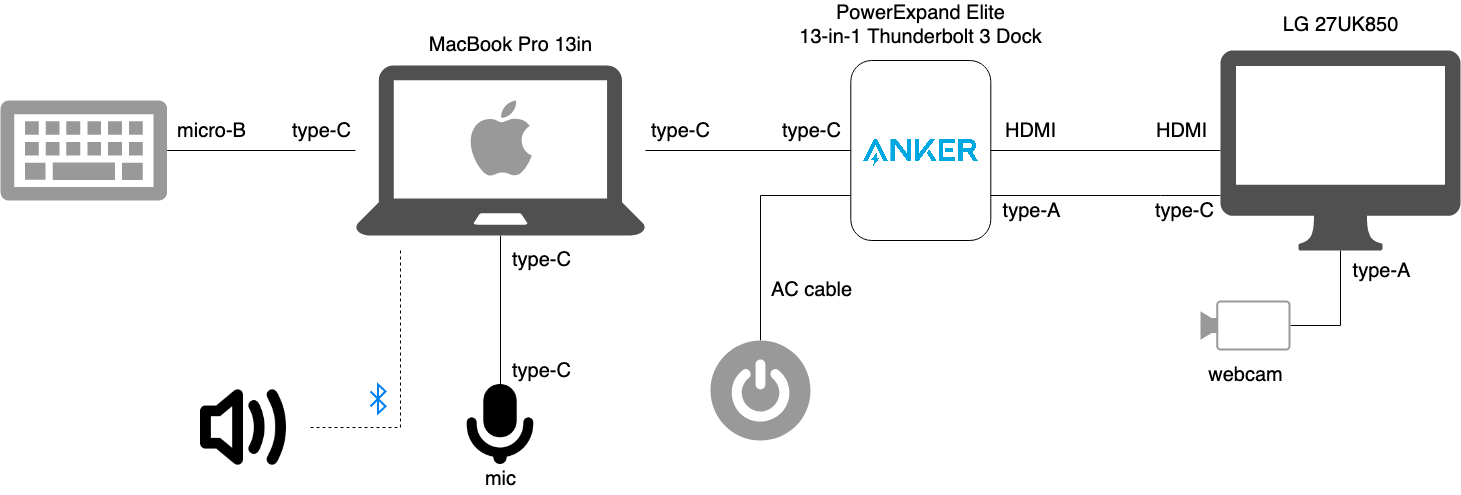 PowerExpand Elite
13-in-1 Thunderbolt 3 Dock
LG 27UK850
MacBook Pro 13in
micro-B
type-C
type-C
type-C
HDMI
HDMI
ANKER
type-A
type-C
type-C
type-A
AC cable
type-C
webcam
mic